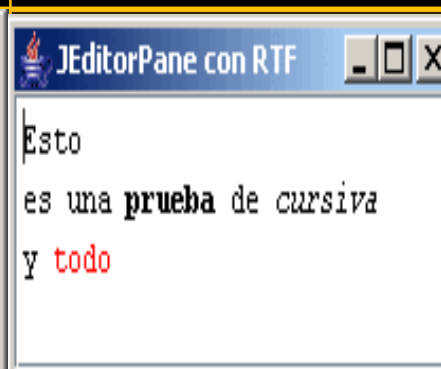 JEditorPane con RTF
Esto
es una prueba de cursiva
y todo